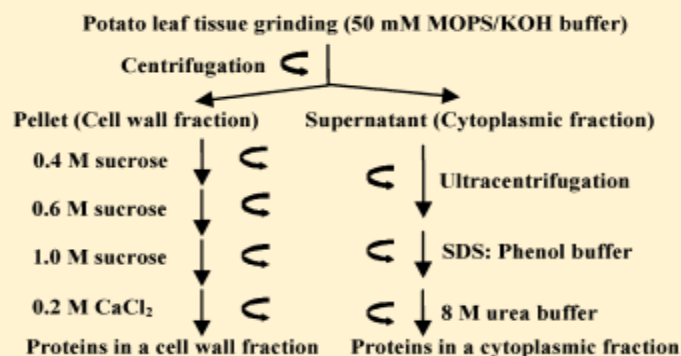 Potato leaf tissue grinding (50 mM MOPS/KOH buffer)
Centrifugation
Pellet (Cell wall fraction)
Supernatant (Cytoplasmic fraction)
0.4 M sucrose
0.6 M sucrose
1.0 M sucrose
0.2 M CaCl₂
Proteins in a cell wall fraction
Ultracentrifugation
SDS: Phenol buffer
8 M urea buffer
Proteins in a cytoplasmic fraction